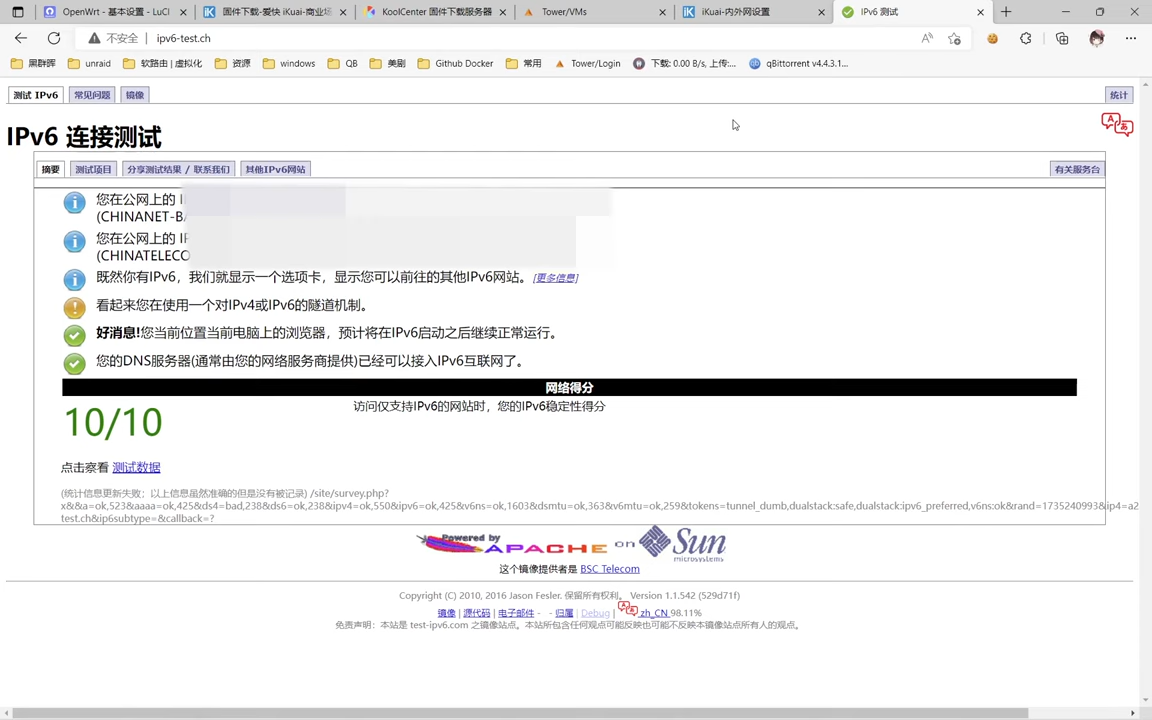 OpenWrt - 基本设置 - LuCI
固件下载-爱快 iKuai-商业场
KoolCenter 固件下载服务器
Tower/VMs
iKuai-内外网设置
IPv6 测试
不安全 | ipv6-test.ch
黑群晖
unraid
软路由 | 虚拟化
资源
windows
QB
美剧
Github Docker
常用
Tower/Login
下载: 0.00 B/s, 上传:...
qBittorrent v4.4.3.1...
测试 IPv6
常见问题
镜像
统计
IPv6 连接测试
摘要
测试项目
分享测试结果 / 联系我们
其他IPv6网站
有关服务台
您在公网上的 I
(CHINANET-BA
您在公网上的 IP
(CHINATELECO
既然你有IPv6，我们就显示一个选项卡，显示您可以前往的其他IPv6网站。 [更多信息]
看起来您在使用一个对IPv4或IPv6的隧道机制。
好消息!您当前位置当前电脑上的浏览器，预计将在IPv6启动之后继续正常运行。
您的DNS服务器(通常由您的网络服务商提供)已经可以接入IPv6互联网了。
网络得分
10/10
访问仅支持IPv6的网站时，您的IPv6稳定性得分
点击察看 测试数据
(统计信息更新失败；以上信息虽然准确的但是没有被记录) /site/survey.php?
x&&a=ok,523&aaaa=ok,425&ds4=bad,238&ds6=ok,238&ipv4=ok,550&ipv6=ok,425&v6ns=ok,1603&dsmtu=ok,363&v6mtu=ok,259&tokens=tunnel_dumb,dualstack:safe,dualstack:ipv6_preferred,v6ns:ok&rand=1735240993&ip4=a2
test.ch&ip6subtype=&callback=?
Powered by
APACHE on Sun
microsystems
这个镜像提供者是 BSC Telecom
Copyright (C) 2010, 2016 Jason Fesler. 保留所有权利。 Version 1.1.542 (529d71f)
镜像 | 源代码 | 电子邮件 - - 归属 | Debug | zh_CN 98.11%
免责声明：本站是 test-ipv6.com 之镜像站点。本站所包含任何观点可能反映也可能不反映本镜像站点所有人的观点。